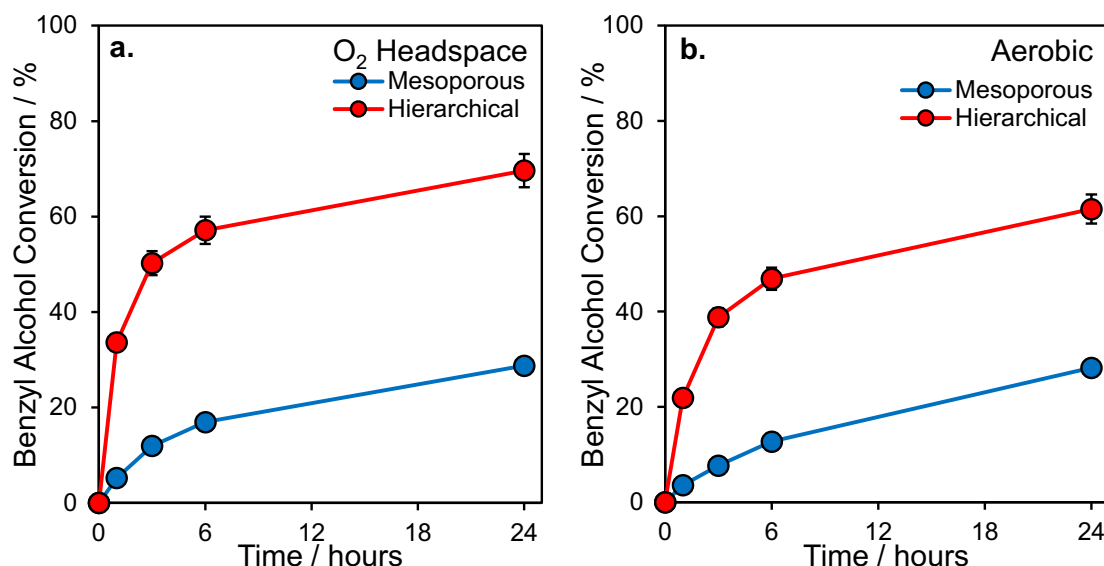 a.
O2 Headspace
Mesoporous
Hierarchical
Benzyl Alcohol Conversion / %
100
80
60
40
20
0
0 6 12 18 24
Time / hours
b.
Aerobic
Mesoporous
Hierarchical
Benzyl Alcohol Conversion / %
100
80
60
40
20
0
0 6 12 18 24
Time / hours